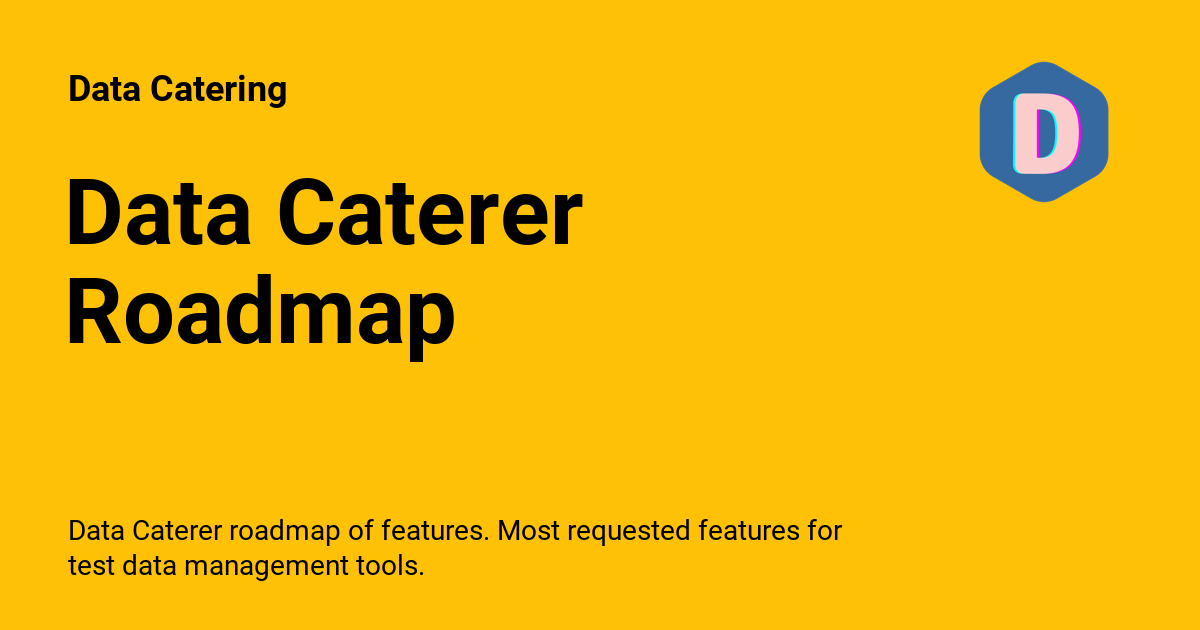 Data Catering
D
Data Caterer
Roadmap
Data Caterer roadmap of features. Most requested features for
test data management tools.